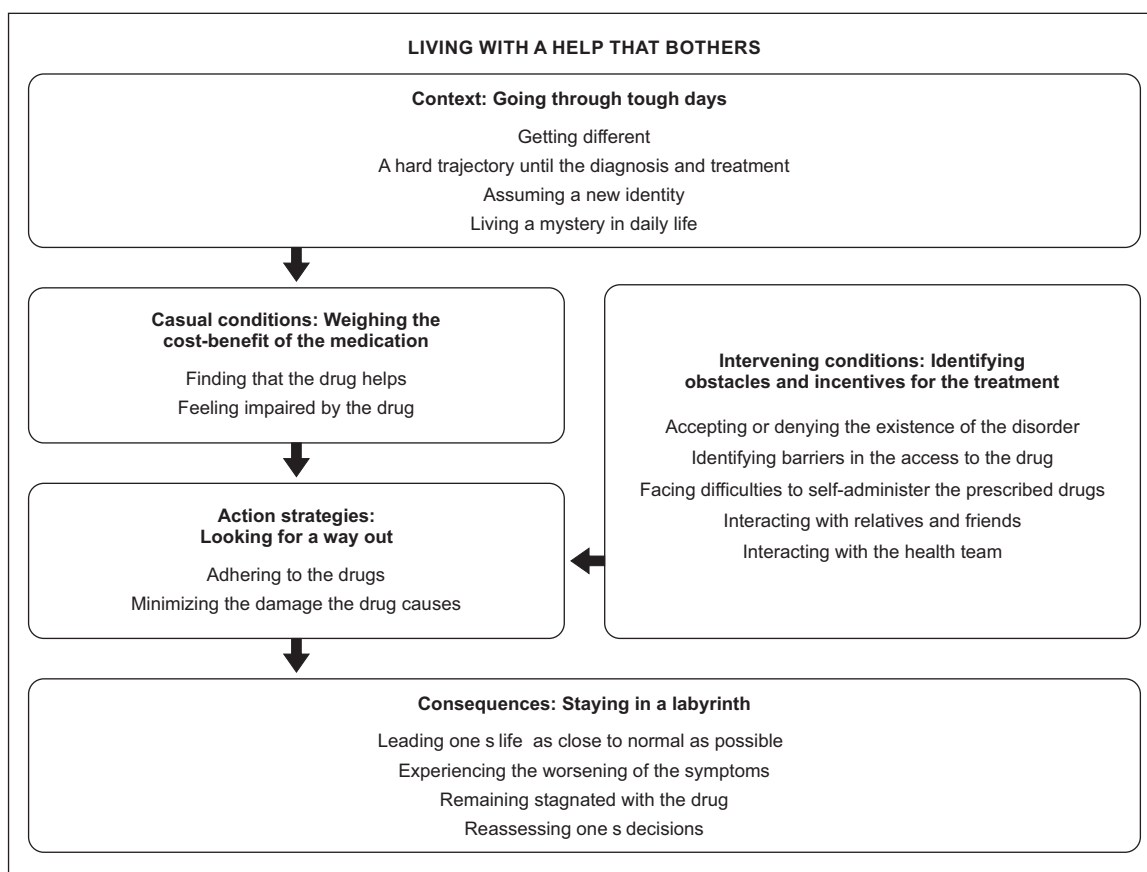 LIVING WITH A HELP THAT BOTHERS
Context: Going through tough days
Getting different
A hard trajectory until the diagnosis and treatment
Assuming a new identity
Living a mystery in daily life
Casual conditions: Weighing the
cost-benefit of the medication
Finding that the drug helps
Feeling impaired by the drug
Action strategies:
Looking for a way out
Adhering to the drugs
Minimizing the damage the drug causes
Intervening conditions: Identifying
obstacles and incentives for the treatment
Accepting or denying the existence of the disorder
Identifying barriers in the access to the drug
Facing difficulties to self-administer the prescribed drugs
Interacting with relatives and friends
Interacting with the health team
Consequences: Staying in a labyrinth
Leading one s life as close to normal as possible
Experiencing the worsening of the symptoms
Remaining stagnated with the drug
Reassessing one s decisions